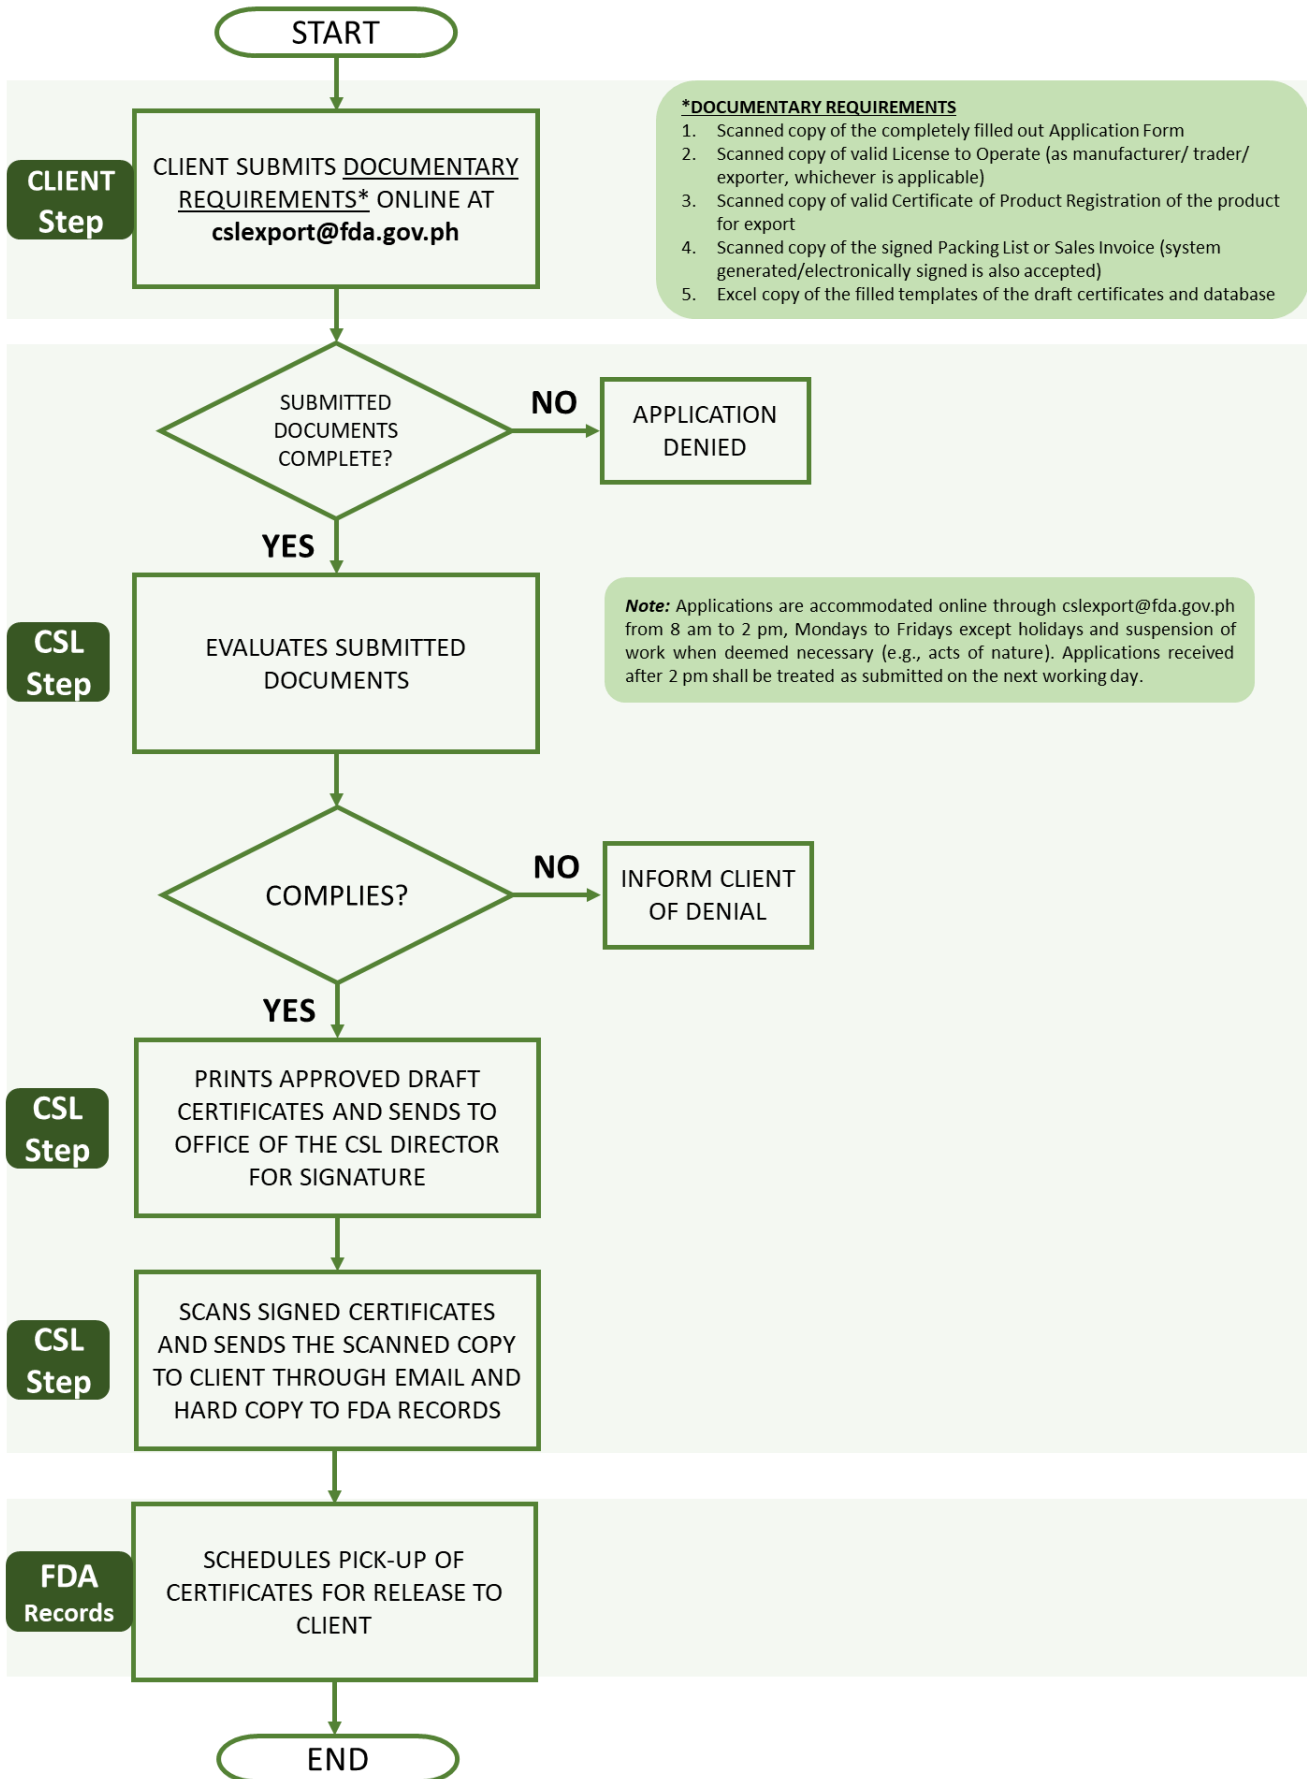 START
CLIENT
Step
CLIENT SUBMITS DOCUMENTARY
REQUIREMENTS* ONLINE AT
cslexport@fda.gov.ph
*DOCUMENTARY REQUIREMENTS
1. Scanned copy of the completely filled out Application Form
2. Scanned copy of valid License to Operate (as manufacturer/ trader/
exporter, whichever is applicable)
3. Scanned copy of valid Certificate of Product Registration of the product
for export
4. Scanned copy of the signed Packing List or Sales Invoice (system
generated/electronically signed is also accepted)
5. Excel copy of the filled templates of the draft certificates and database
SUBMITTED
DOCUMENTS
COMPLETE?
NO
APPLICATION
DENIED
YES
CSL
Step
EVALUATES SUBMITTED
DOCUMENTS
Note: Applications are accommodated online through cslexport@fda.gov.ph
from 8 am to 2 pm, Mondays to Fridays except holidays and suspension of
work when deemed necessary (e.g., acts of nature). Applications received
after 2 pm shall be treated as submitted on the next working day.
COMPLIES?
NO
INFORM CLIENT
OF DENIAL
YES
CSL
Step
PRINTS APPROVED DRAFT
CERTIFICATES AND SENDS TO
OFFICE OF THE CSL DIRECTOR
FOR SIGNATURE
CSL
Step
SCANS SIGNED CERTIFICATES
AND SENDS THE SCANNED COPY
TO CLIENT THROUGH EMAIL AND
HARD COPY TO FDA RECORDS
FDA
Records
SCHEDULES PICK-UP OF
CERTIFICATES FOR RELEASE TO
CLIENT
END